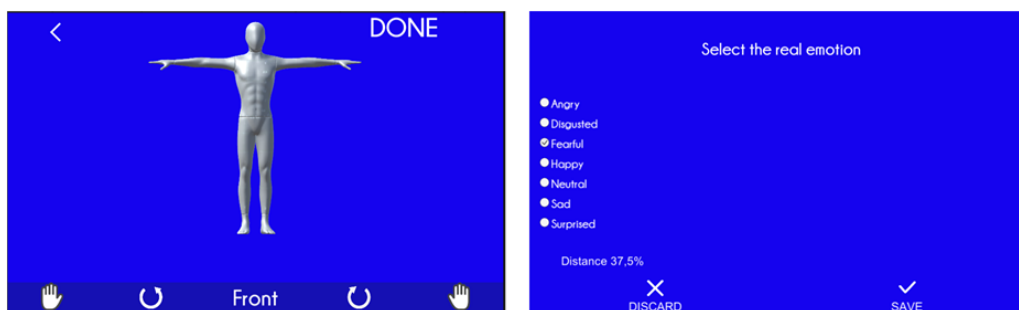 DONE
Front
Select the real emotion
Angry
Disgusted
Fearful
Happy
Neutral
Sad
Surprised
Distance 37,5%
DISCARD
SAVE